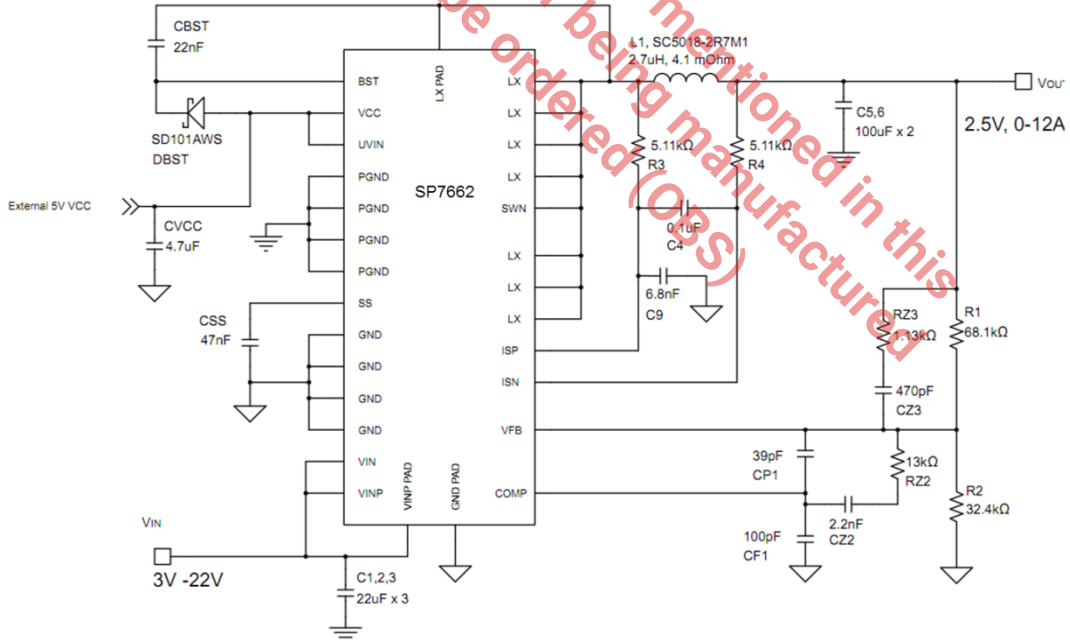 CBST
22nF
BST
VCC
UVIN
PGND
PGND
PGND
PGND
SS
GND
GND
GND
GND
VIN
VINP
LX PAD
SP7662
VINP PAD
GND PAD
LX
LX
LX
LX
SWN
LX
LX
LX
ISP
ISN
VFB
COMP
SD101AWS
DBST
External 5V VCC
CVCC
4.7uF
CSS
47nF
VIN
3V -22V
C1,2,3
22uF x 3
L1, SC5018-2R7M1
2.7uH, 4.1 mOhm
5.11kΩ
R3
5.11kΩ
R4
0.1uF
C4
6.8nF
C9
C5,6
100uF x 2
VOUT
2.5V, 0-12A
RZ3
1.13kΩ
R1
68.1kΩ
470pF
CZ3
39pF
CP1
13kΩ
RZ2
2.2nF
CZ2
100pF
CF1
R2
32.4kΩ
mentioned in this
being manufactured
be ordered (OBS)